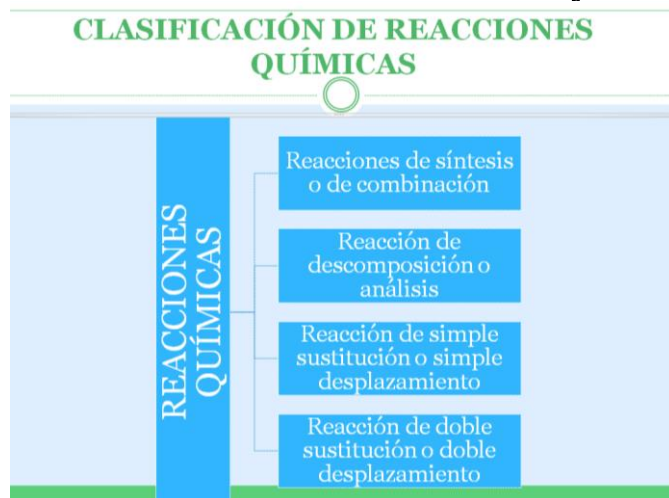 CLASIFICACIÓN DE REACCIONES
QUÍMICAS
REACCIONES
QUÍMICAS
Reacciones de síntesis
o de combinación
Reacción de
descomposición o
análisis
Reacción de simple
sustitución o simple
desplazamiento
Reacción de doble
sustitución o doble
desplazamiento